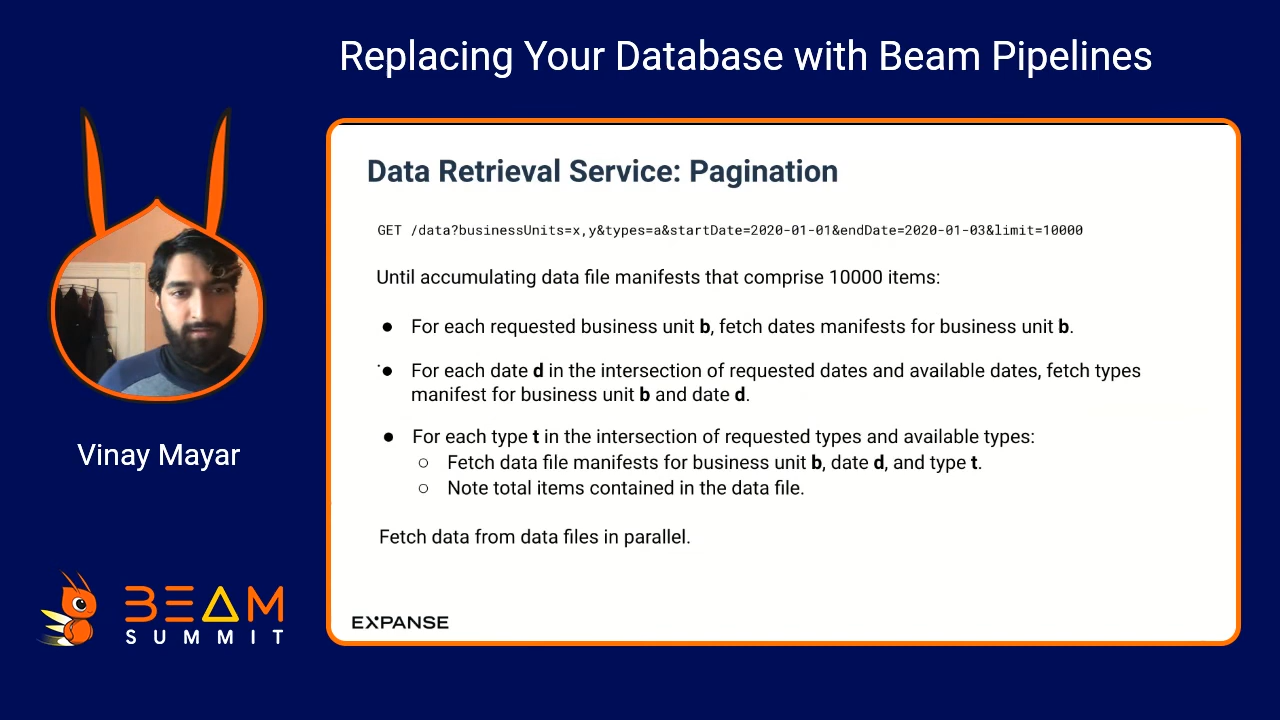 Replacing Your Database with Beam Pipelines
Data Retrieval Service: Pagination
GET /data?businessUnits=x,y&types=a&startDate=2020-01-01&endDate=2020-01-03&limit=10000
Until accumulating data file manifests that comprise 10000 items:
● For each requested business unit b, fetch dates manifests for business unit b.
● For each date d in the intersection of requested dates and available dates, fetch types
manifest for business unit b and date d.
● For each type t in the intersection of requested types and available types:
○ Fetch data file manifests for business unit b, date d, and type t.
○ Note total items contained in the data file.
Fetch data from data files in parallel.
EXPANSE
Vinay Mayar
BEAM
SUMMIT